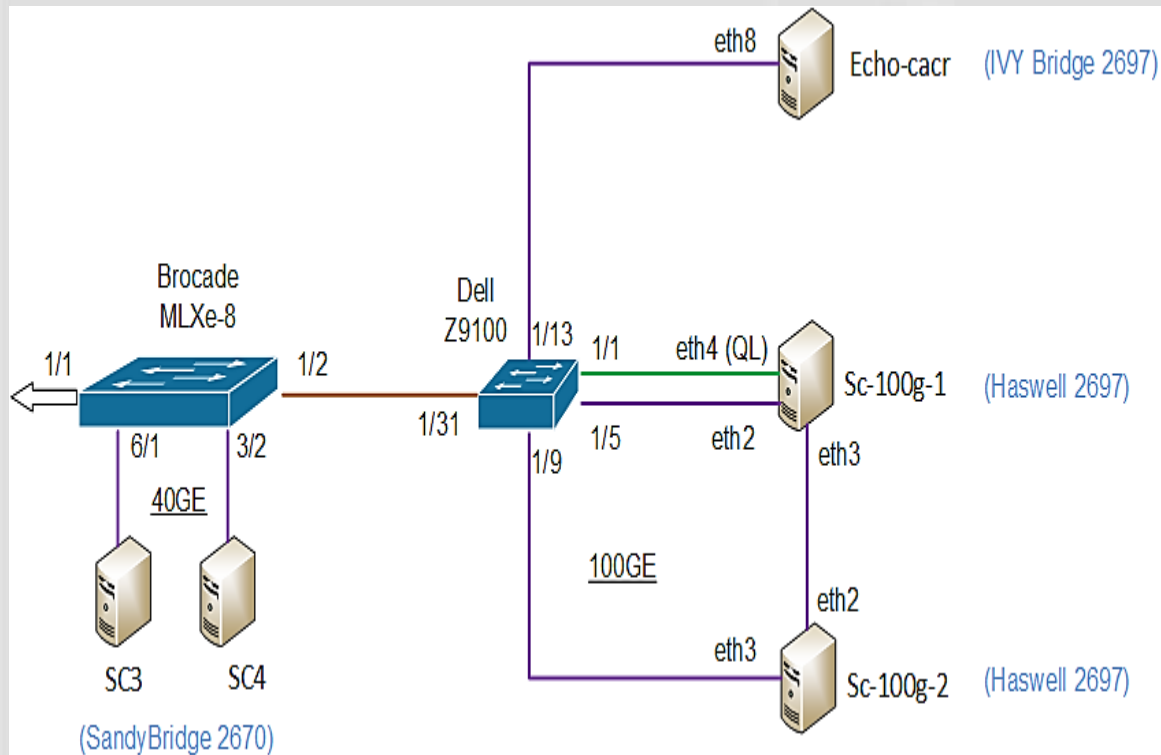 eth8
Echo-cacr
(IVY Bridge 2697)
Brocade
MLXe-8
Dell
Z9100
1/13
1/1
eth4 (QL)
1/1
1/2
Sc-100g-1
(Haswell 2697)
1/31
1/5
eth2
6/1
3/2
1/9
eth3
40GE
100GE
eth2
eth3
SC3
SC4
Sc-100g-2
(Haswell 2697)
(SandyBridge 2670)